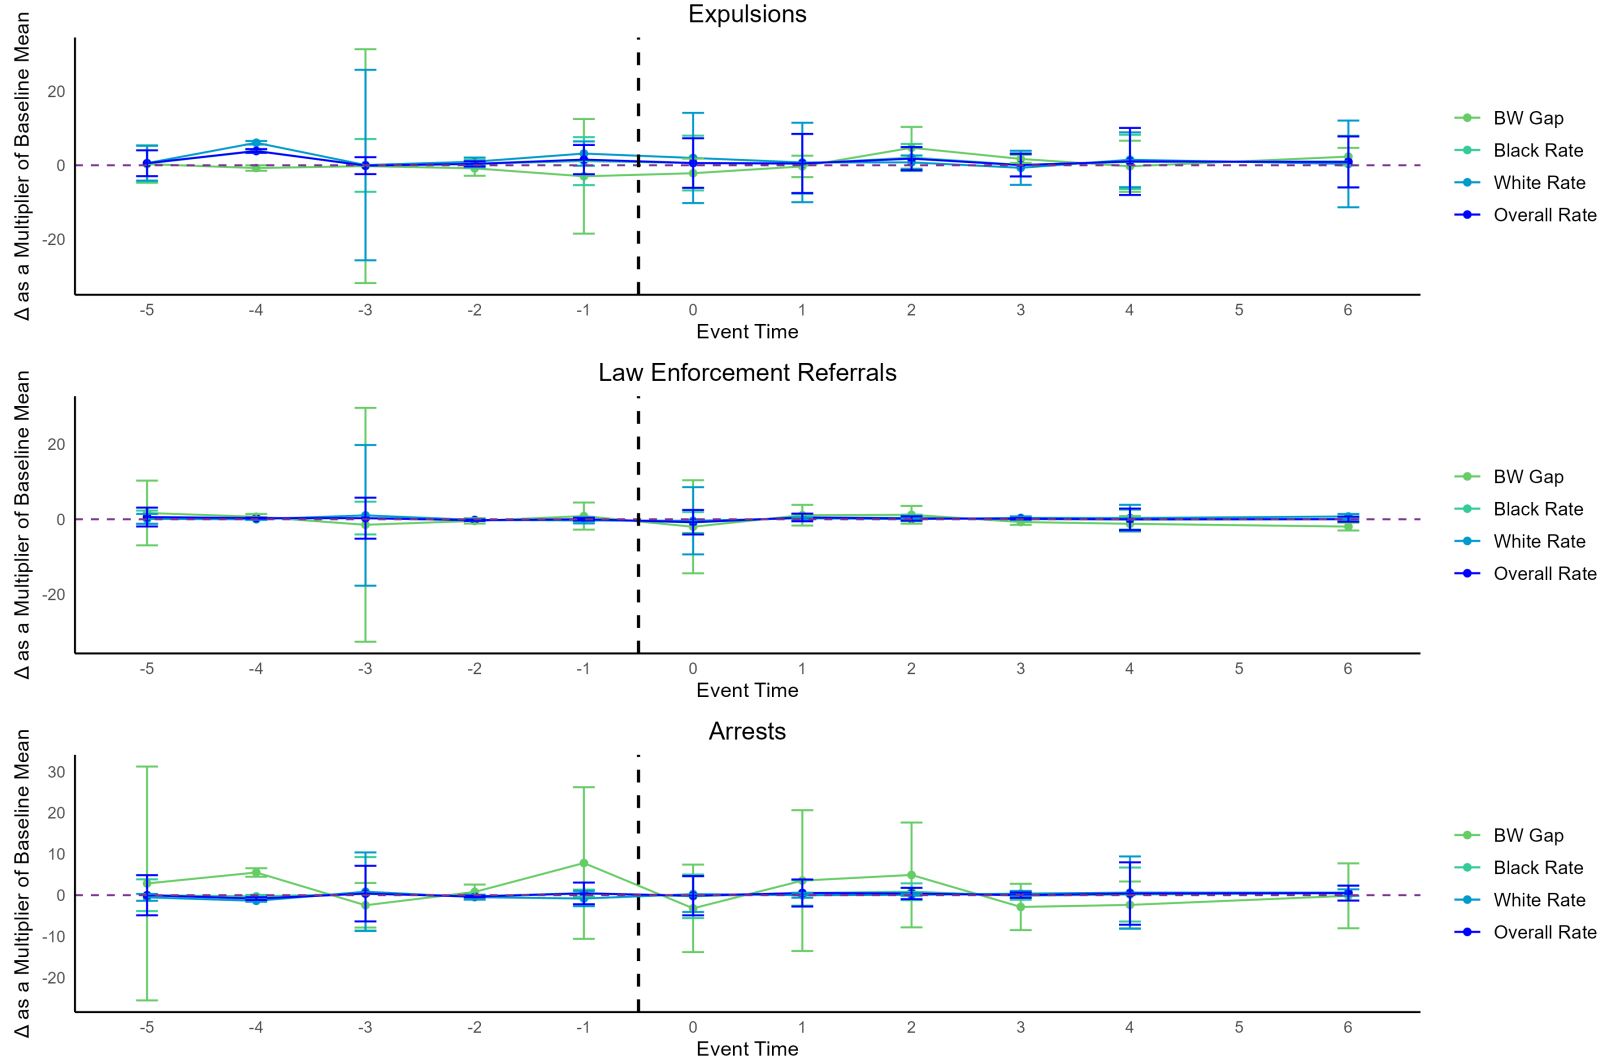 Expulsions
Δ as a Multiplier of Baseline Mean
20
0
-20
-5 -4 -3 -2 -1 0 1 2 3 4 5 6
Event Time
BW Gap
Black Rate
White Rate
Overall Rate
Law Enforcement Referrals
Δ as a Multiplier of Baseline Mean
20
0
-20
-5 -4 -3 -2 -1 0 1 2 3 4 5 6
Event Time
BW Gap
Black Rate
White Rate
Overall Rate
Arrests
Δ as a Multiplier of Baseline Mean
30
20
10
0
-10
-20
-5 -4 -3 -2 -1 0 1 2 3 4 5 6
Event Time
BW Gap
Black Rate
White Rate
Overall Rate